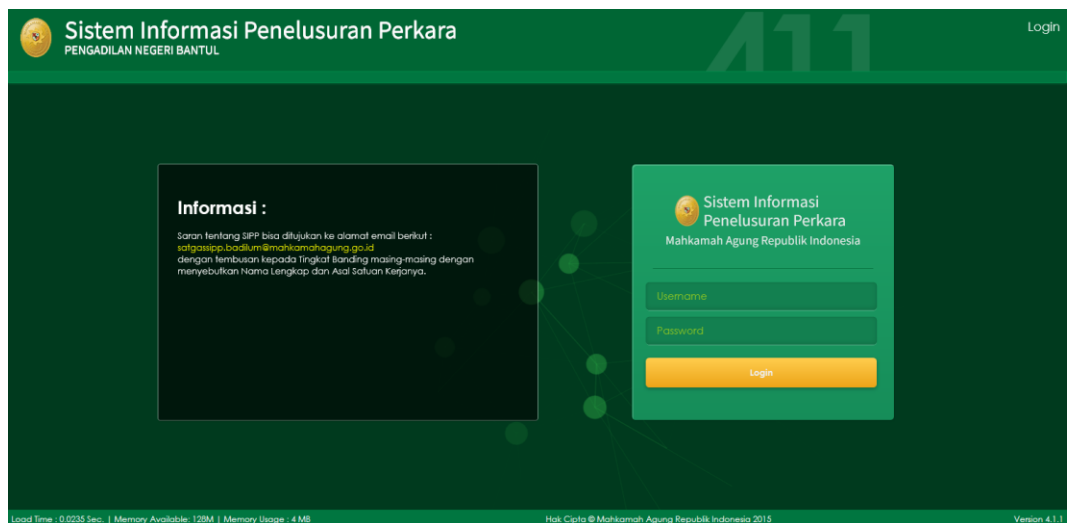 Sistem Informasi Penelusuran Perkara
PENGADILAN NEGERI BANTUL
411
Login
Informasi :
Saran tentang SIPP bisa ditujukan ke alamat email berikut :
satgassipp.badilum@mahkamahagung.go.id
dengan tembusan kepada Tingkat Banding masing-masing dengan
menyebutkan Nama Lengkap dan Asal Satuan Kerjanya.
Sistem Informasi
Penelusuran Perkara
Mahkamah Agung Republik Indonesia
Username
Password
Login
Load Time : 0.0235 Sec. | Memory Available: 128M | Memory Usage : 4 MB
Hak Cipta @ Mahkamah Agung Republik Indonesia 2015
Version 4.1.1